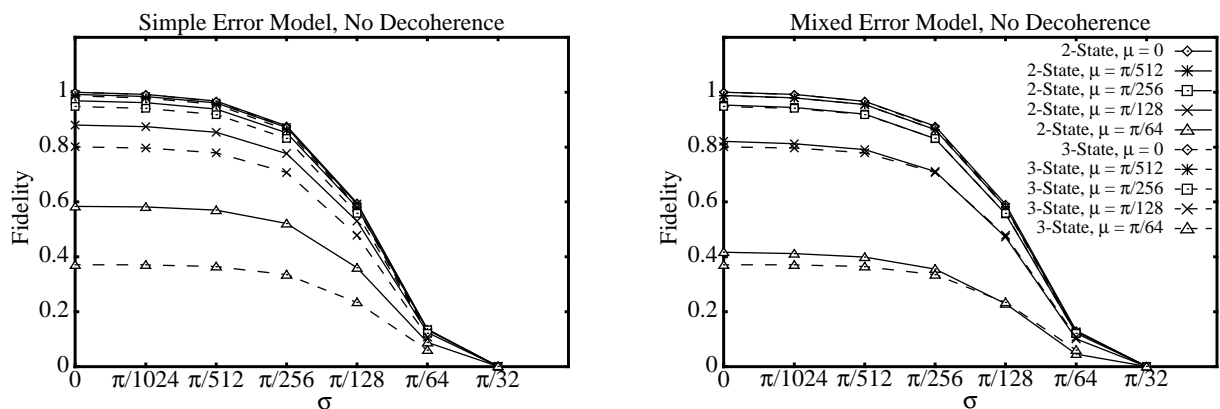 Simple Error Model, No Decoherence
Fidelity
1
0.8
0.6
0.4
0.2
0
0 π/1024 π/512 π/256 π/128 π/64 π/32
σ
Mixed Error Model, No Decoherence
2-State, μ = 0
2-State, μ = π/512
2-State, μ = π/256
2-State, μ = π/128
2-State, μ = π/64
3-State, μ = 0
3-State, μ = π/512
3-State, μ = π/256
3-State, μ = π/128
3-State, μ = π/64
Fidelity
1
0.8
0.6
0.4
0.2
0
0 π/1024 π/512 π/256 π/128 π/64 π/32
σ